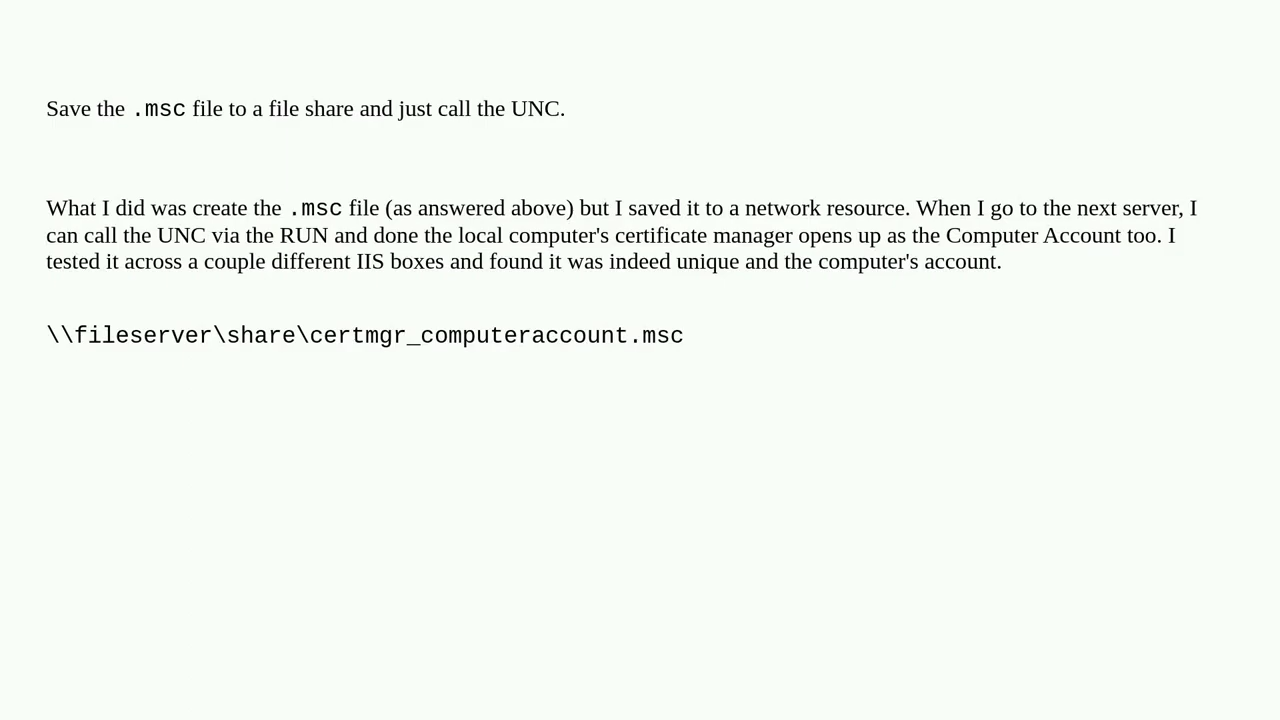 Save the .msc file to a file share and just call the UNC.
What I did was create the .msc file (as answered above) but I saved it to a network resource. When I go to the next server, I
can call the UNC via the RUN and done the local computer's certificate manager opens up as the Computer Account too. I
tested it across a couple different IIS boxes and found it was indeed unique and the computer's account.
\\fileserver\share\certmgr_computeraccount.msc